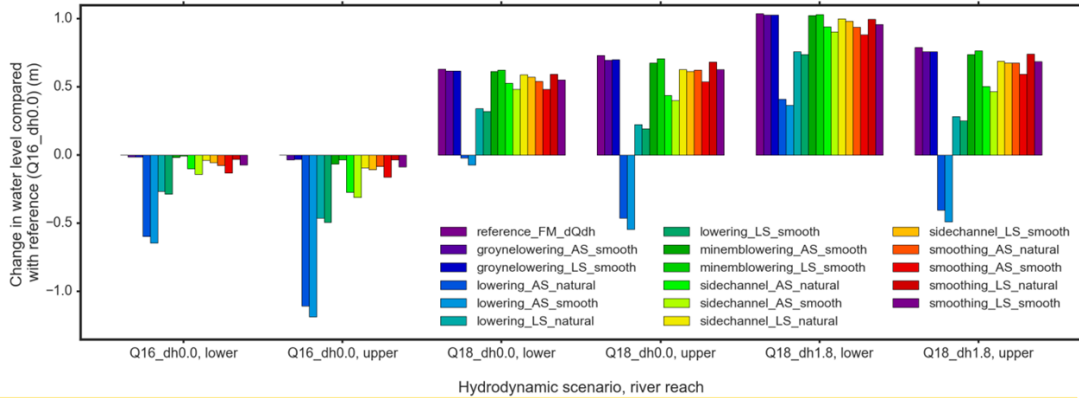 Change in water level compared
with reference (Q16_dh0.0) (m)
1.0
0.5
0.0
−0.5
−1.0
reference_FM_dQdh
groynelowering_AS_smooth
groynelowering_LS_smooth
lowering_AS_natural
lowering_AS_smooth
lowering_LS_natural
lowering_LS_smooth
minemblowering_AS_smooth
minemblowering_LS_smooth
sidechannel_AS_natural
sidechannel_AS_smooth
sidechannel_LS_natural
sidechannel_LS_smooth
smoothing_AS_natural
smoothing_AS_smooth
smoothing_LS_natural
smoothing_LS_smooth
Q16_dh0.0, lower
Q16_dh0.0, upper
Q18_dh0.0, lower
Q18_dh0.0, upper
Q18_dh1.8, lower
Q18_dh1.8, upper
Hydrodynamic scenario, river reach